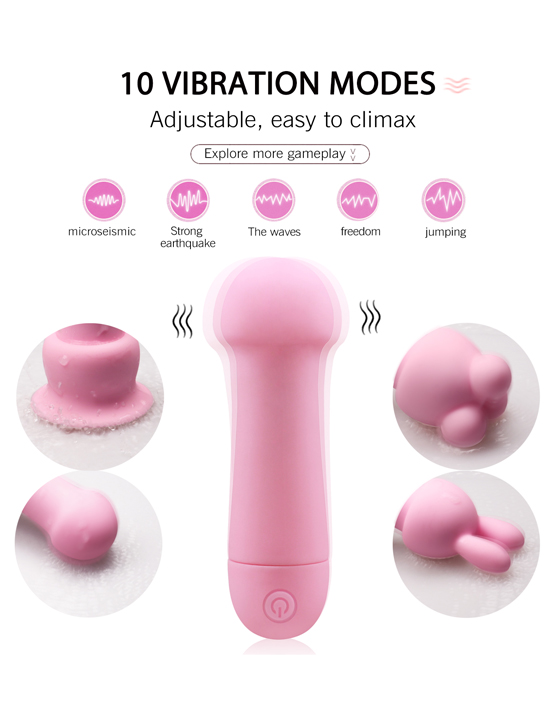 10 VIBRATION MODES
Adjustable, easy to climax
Explore more gameplay
microseismic
Strong
earthquake
The waves
freedom
jumping